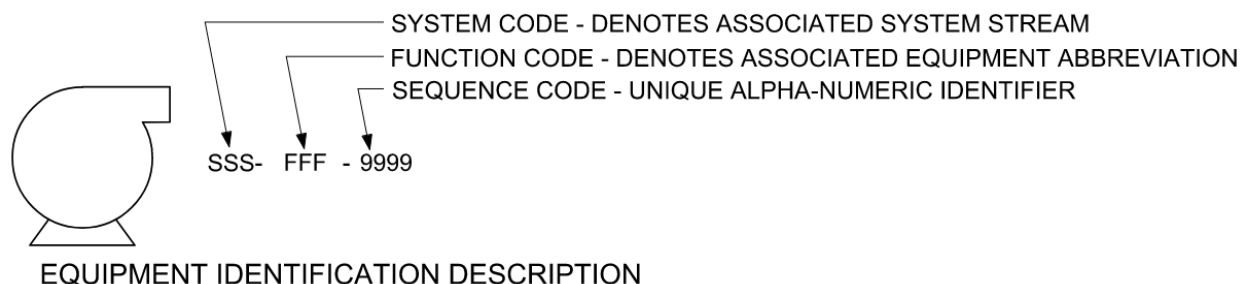 SYSTEM CODE - DENOTES ASSOCIATED SYSTEM STREAM
FUNCTION CODE - DENOTES ASSOCIATED EQUIPMENT ABBREVIATION
SEQUENCE CODE - UNIQUE ALPHA-NUMERIC IDENTIFIER
SSS- FFF - 9999
EQUIPMENT IDENTIFICATION DESCRIPTION